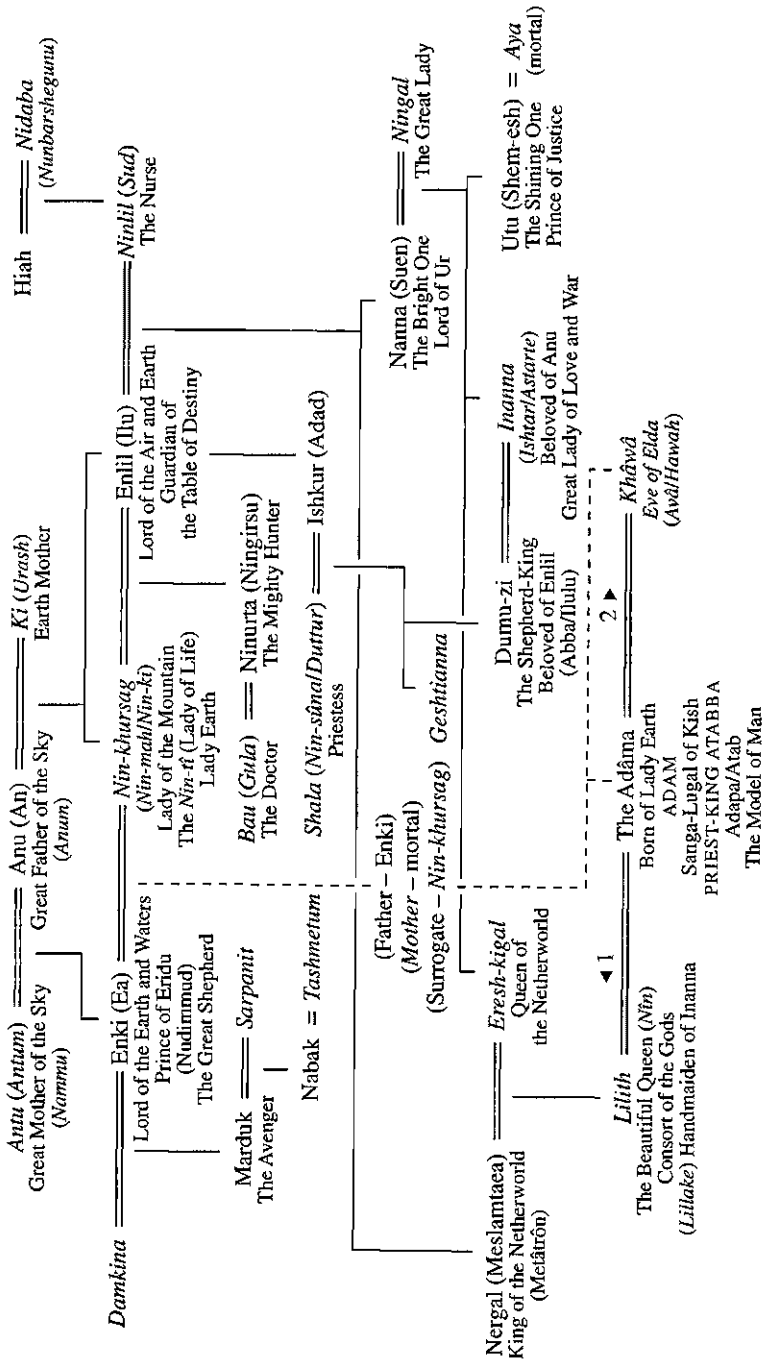 Antu (Antum) ═══ Anu (An) ═══ Ki (Urash)
Great Mother of the Sky
(Nammu)
Great Father of the Sky
(Anum)
Earth Mother
Hiah ═══ Nidaba
(Nunbarshegunu)
Damkina ═══ Enki (Ea) ═══ Nin-khursag ═══ Enlil (Ilu) ═══ Ninlil (Sud)
Lord of the Earth and Waters
Prince of Eridu
(Nudimmud)
The Great Shepherd
(Nin-mah/Nin-ki)
Lady of the Mountain
The Nin-tî (Lady of Life)
Lady Earth
Lord of the Air and Earth
Guardian of
the Table of Destiny
The Nurse
Marduk ═══ Sarpanit
The Avenger
Nabak = Tashmetum
Bau (Gula) ═══ Ninurta (Ningirsu)
The Doctor
The Mighty Hunter
Shala (Nin-sûna/Duttur) ═══ Ishkur (Adad)
Priestess
Nanna (Suen) ═══ Ningal
The Bright One
Lord of Ur
The Great Lady
(Father – Enki)
(Mother – mortal)
(Surrogate – Nin-khursag)
Geshtianna
Nergal (Meslamtaea) ═══ Eresh-kigal
King of the Netherworld
(Metâtrôn)
Queen of
the Netherworld
Dumu-zi ═══ Inanna
The Shepherd-King
Beloved of Enlil
(Abba/Ilulu)
(Ishtar/Astarte)
Beloved of Anu
Great Lady of Love and War
Utu (Shem-esh) = Aya
The Shining One
Prince of Justice
(mortal)
◄ 1
2 ►
Lilith ═══ The Adâma ═══ Khâwâ
The Beautiful Queen (Nîn)
Consort of the Gods
(Lillake) Handmaiden of Inanna
Born of Lady Earth
ADAM
Sanga-Lugal of Kish
PRIEST-KING ATABBA
Adapa/Atab
The Model of Man
Eve of Elda
(Avâ/Hawah)